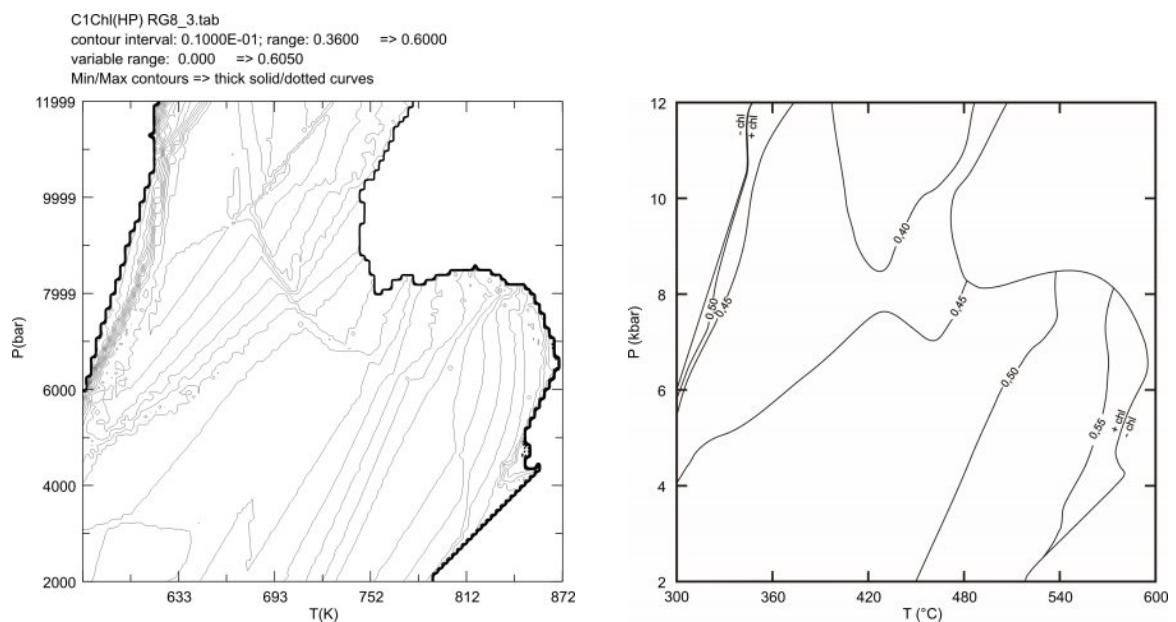 C1Chl(HP) RG8_3.tab
contour interval: 0.1000E-01; range: 0.3600 => 0.6000
variable range: 0.000 => 0.6050
Min/Max contours => thick solid/dotted curves
11999
9999
7999
6000
4000
2000
P(bar)
633
693
752
812
872
T(K)
12
10
8
6
4
2
P (kbar)
- chl
+ chl
0,50
0,45
0,40
0,45
0,50
0,55
+ chl
- chl
300
360
420
480
540
600
T (°C)